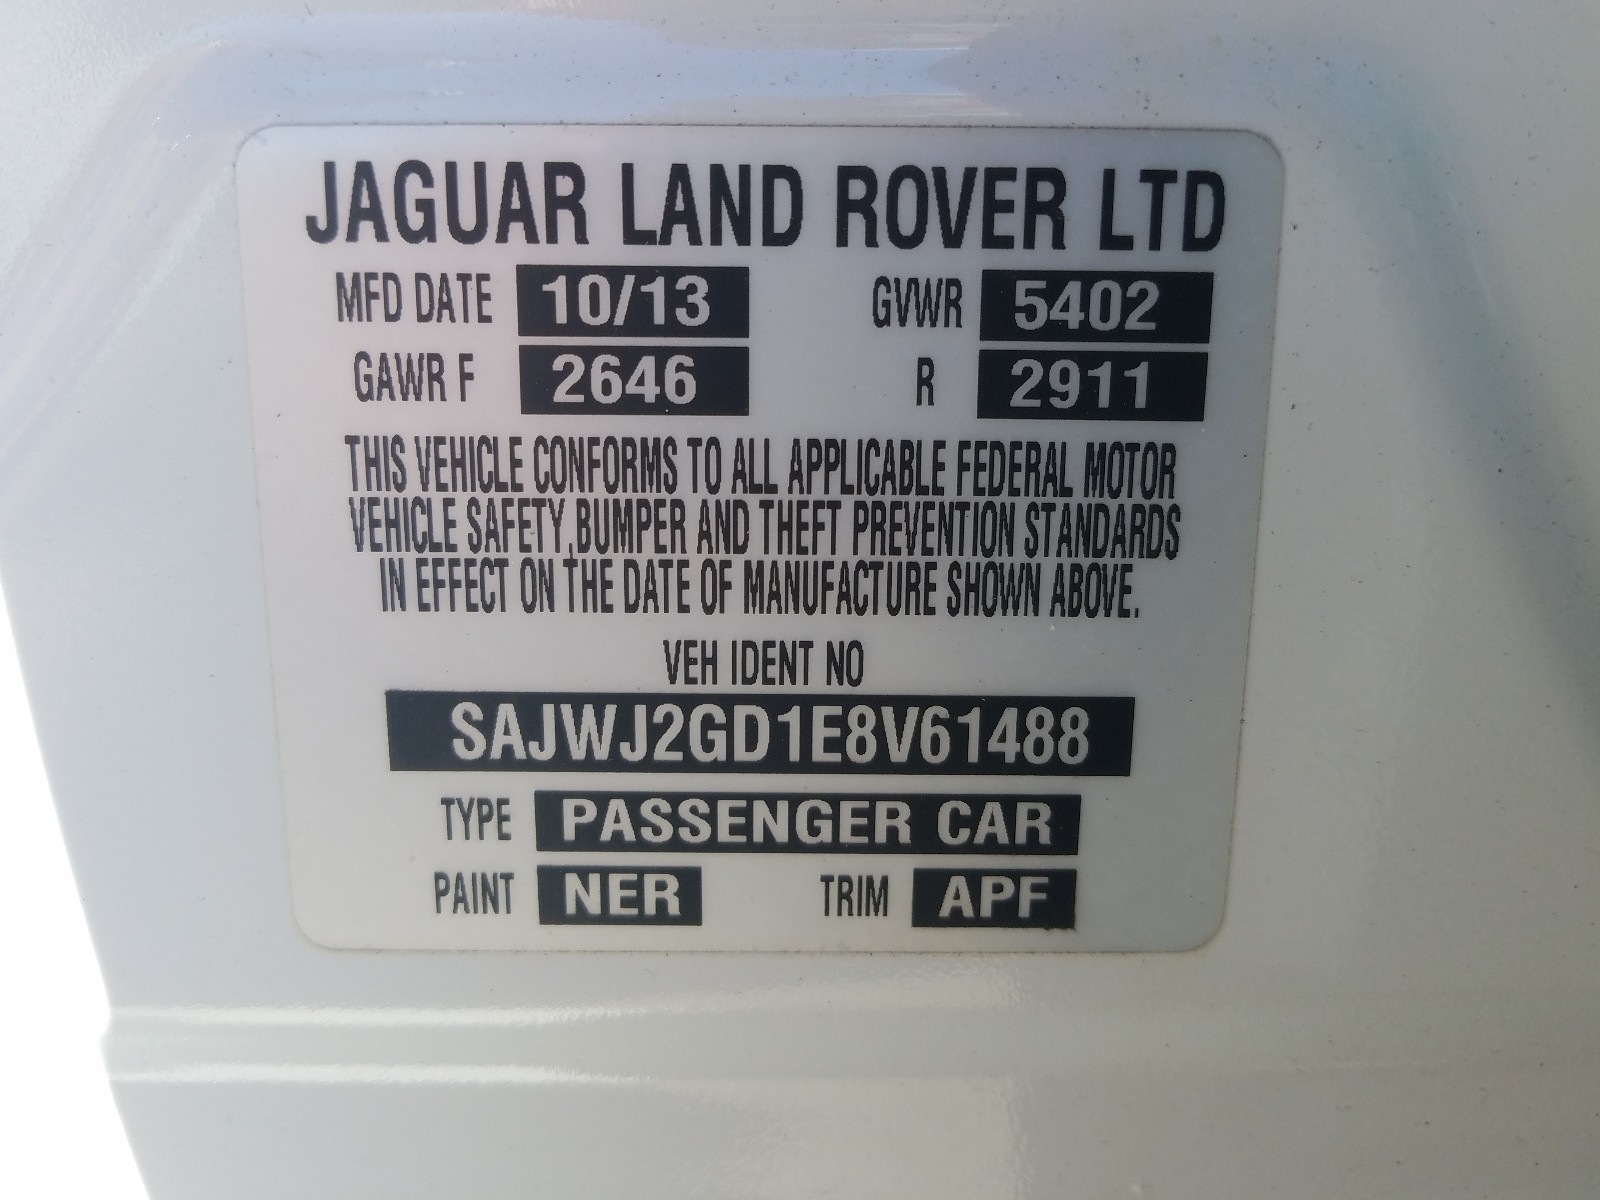 JAGUAR LAND ROVER LTD
MFD DATE 10/13 GVWR 5402
GAWR F 2646 R 2911
THIS VEHICLE CONFORMS TO ALL APPLICABLE FEDERAL MOTOR
VEHICLE SAFETY,BUMPER AND THEFT PREVENTION STANDARDS
IN EFFECT ON THE DATE OF MANUFACTURE SHOWN ABOVE.
VEH IDENT NO
SAJWJ2GD1E8V61488
TYPE PASSENGER CAR
PAINT NER TRIM APF